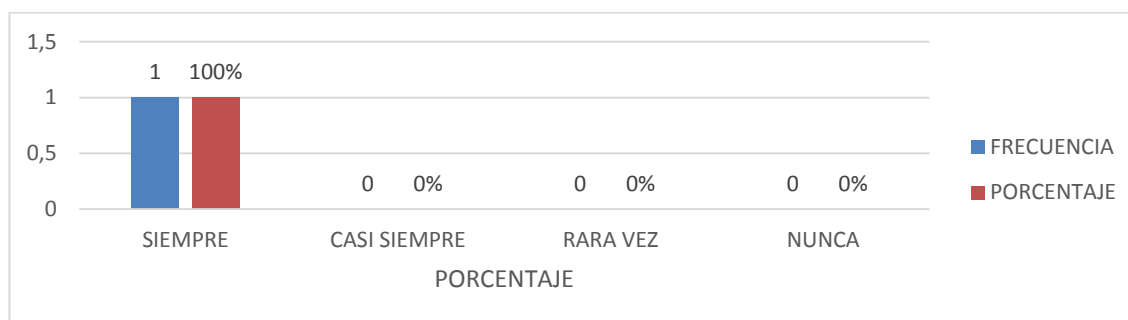 1,5
1 100%
1
0,5
0 0% 0 0% 0 0%
0
SIEMPRE CASI SIEMPRE RARA VEZ NUNCA
PORCENTAJE
FRECUENCIA
PORCENTAJE